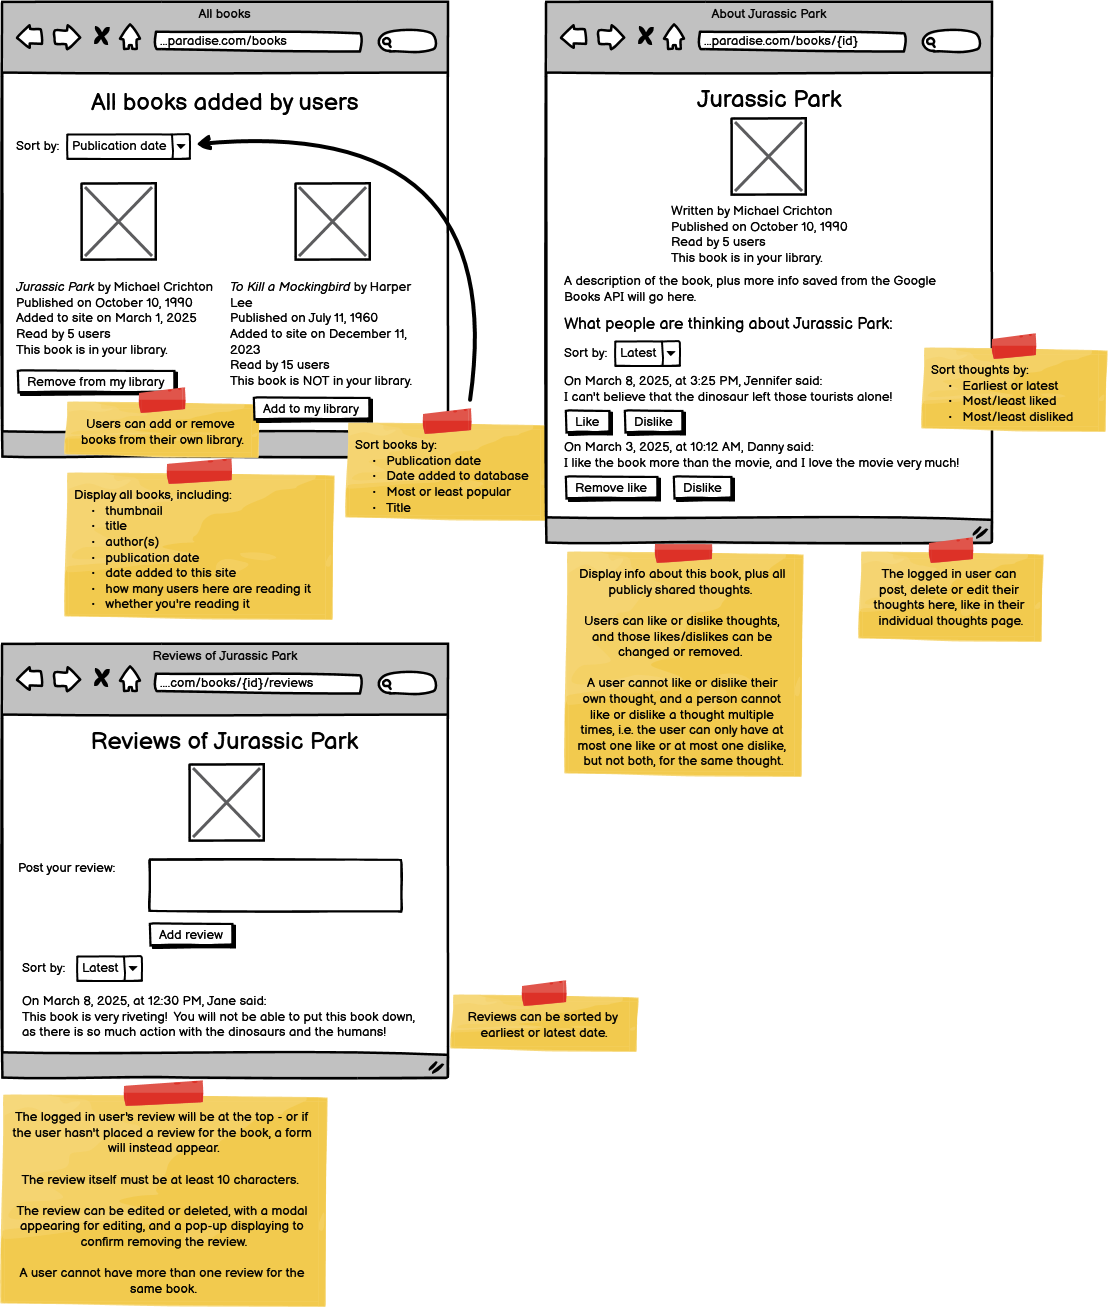 All books
...paradise.com/books
All books added by users
Sort by:
Publication date
Jurassic Park by Michael Crichton
Published on October 10, 1990
Added to site on March 1, 2025
Read by 5 users
This book is in your library.
Remove from my library
To Kill a Mockingbird by Harper
Lee
Published on July 11, 1960
Added to site on December 11,
2023
Read by 15 users
This book is NOT in your library.
Add to my library
Users can add or remove
books from their own library.
Sort books by:
• Publication date
• Date added to database
• Most or least popular
• Title
Display all books, including:
• thumbnail
• title
• author(s)
• publication date
• date added to this site
• how many users here are reading it
• whether you're reading it
About Jurassic Park
...paradise.com/books/{id}
Jurassic Park
Written by Michael Crichton
Published on October 10, 1990
Read by 5 users
This book is in your library.
A description of the book, plus more info saved from the Google
Books API will go here.
What people are thinking about Jurassic Park:
Sort by:
Latest
On March 8, 2025, at 3:25 PM, Jennifer said:
I can't believe that the dinosaur left those tourists alone!
Like
Dislike
On March 3, 2025, at 10:12 AM, Danny said:
I like the book more than the movie, and I love the movie very much!
Remove like
Dislike
Sort thoughts by:
• Earliest or latest
• Most/least liked
• Most/least disliked
Display info about this book, plus all
publicly shared thoughts.
Users can like or dislike thoughts,
and those likes/dislikes can be
changed or removed.
A user cannot like or dislike their
own thought, and a person cannot
like or dislike a thought multiple
times, i.e. the user can only have at
most one like or at most one dislike,
but not both, for the same thought.
The logged in user can
post, delete or edit their
thoughts here, like in their
individual thoughts page.
Reviews of Jurassic Park
....com/books/{id}/reviews
Reviews of Jurassic Park
Post your review:
Add review
Sort by:
Latest
On March 8, 2025, at 12:30 PM, Jane said:
This book is very riveting! You will not be able to put this book down,
as there is so much action with the dinosaurs and the humans!
Reviews can be sorted by
earliest or latest date.
The logged in user's review will be at the top - or if
the user hasn't placed a review for the book, a form
will instead appear.
The review itself must be at least 10 characters.
The review can be edited or deleted, with a modal
appearing for editing, and a pop-up displaying to
confirm removing the review.
A user cannot have more than one review for the
same book.